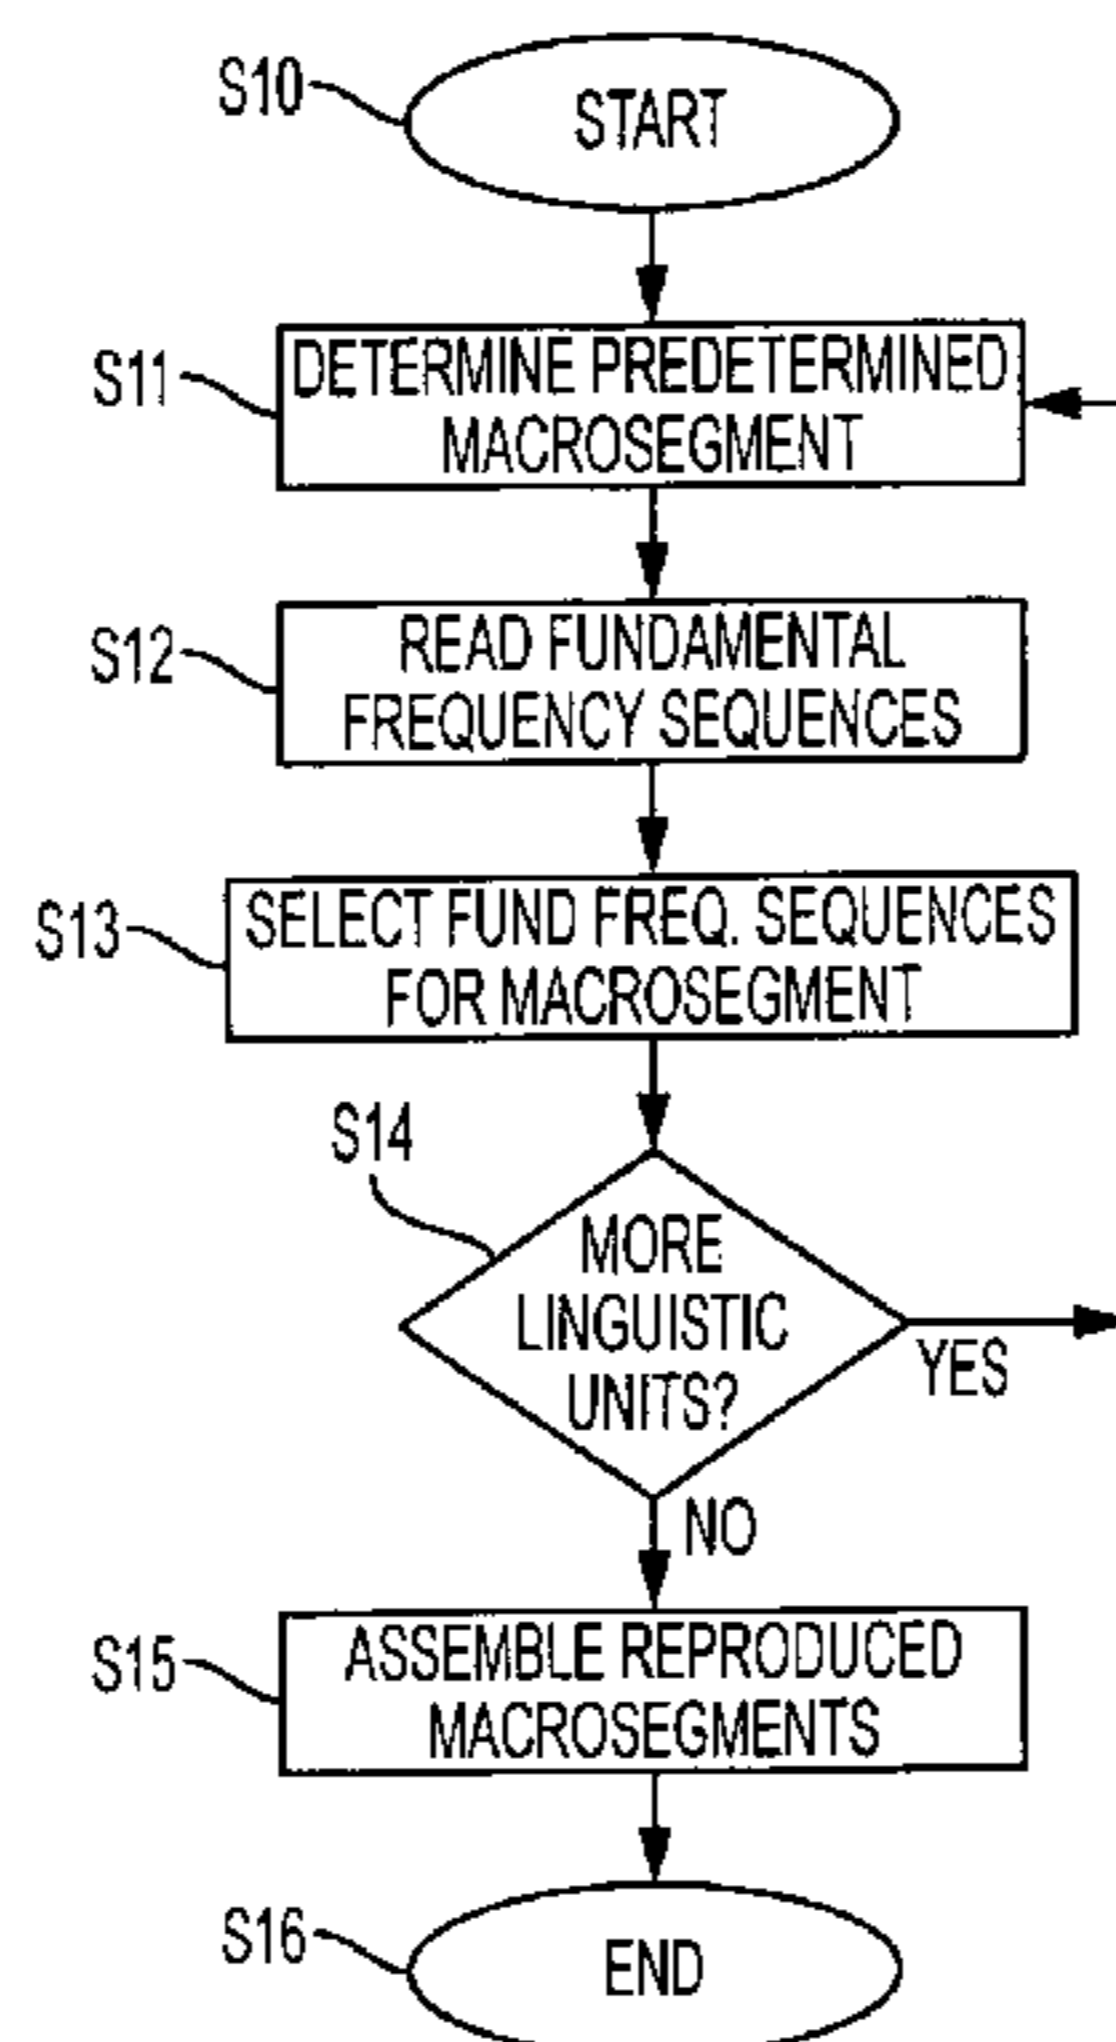 S10
START
S11
DETERMINE PREDETERMINED
MACROSEGMENT
S12
READ FUNDAMENTAL
FREQUENCY SEQUENCES
S13
SELECT FUND FREQ. SEQUENCES
FOR MACROSEGMENT
S14
MORE
LINGUISTIC
UNITS?
YES
NO
S15
ASSEMBLE REPRODUCED
MACROSEGMENTS
S16
END